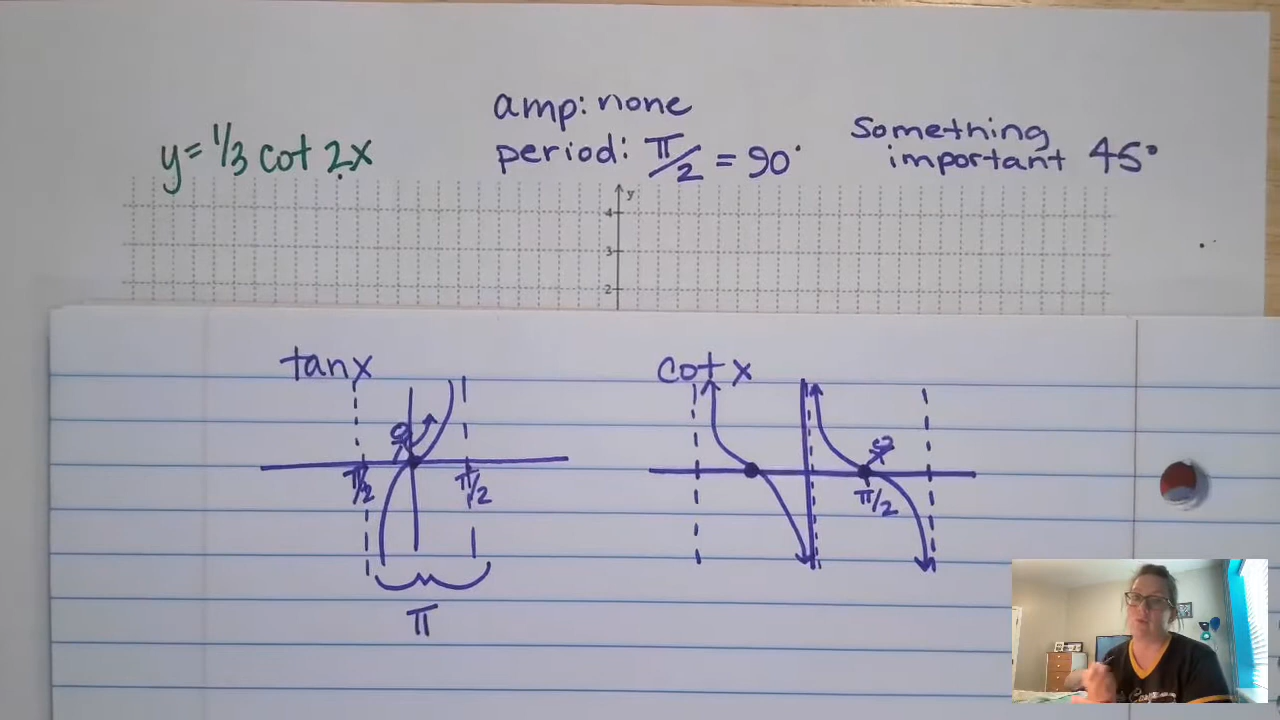 y=⅓ cot 2x
amp: none
period: π/2 = 90°
Something
important 45°
y
4
3
2
tan x
π/2
π/2
π
cot x
π/2